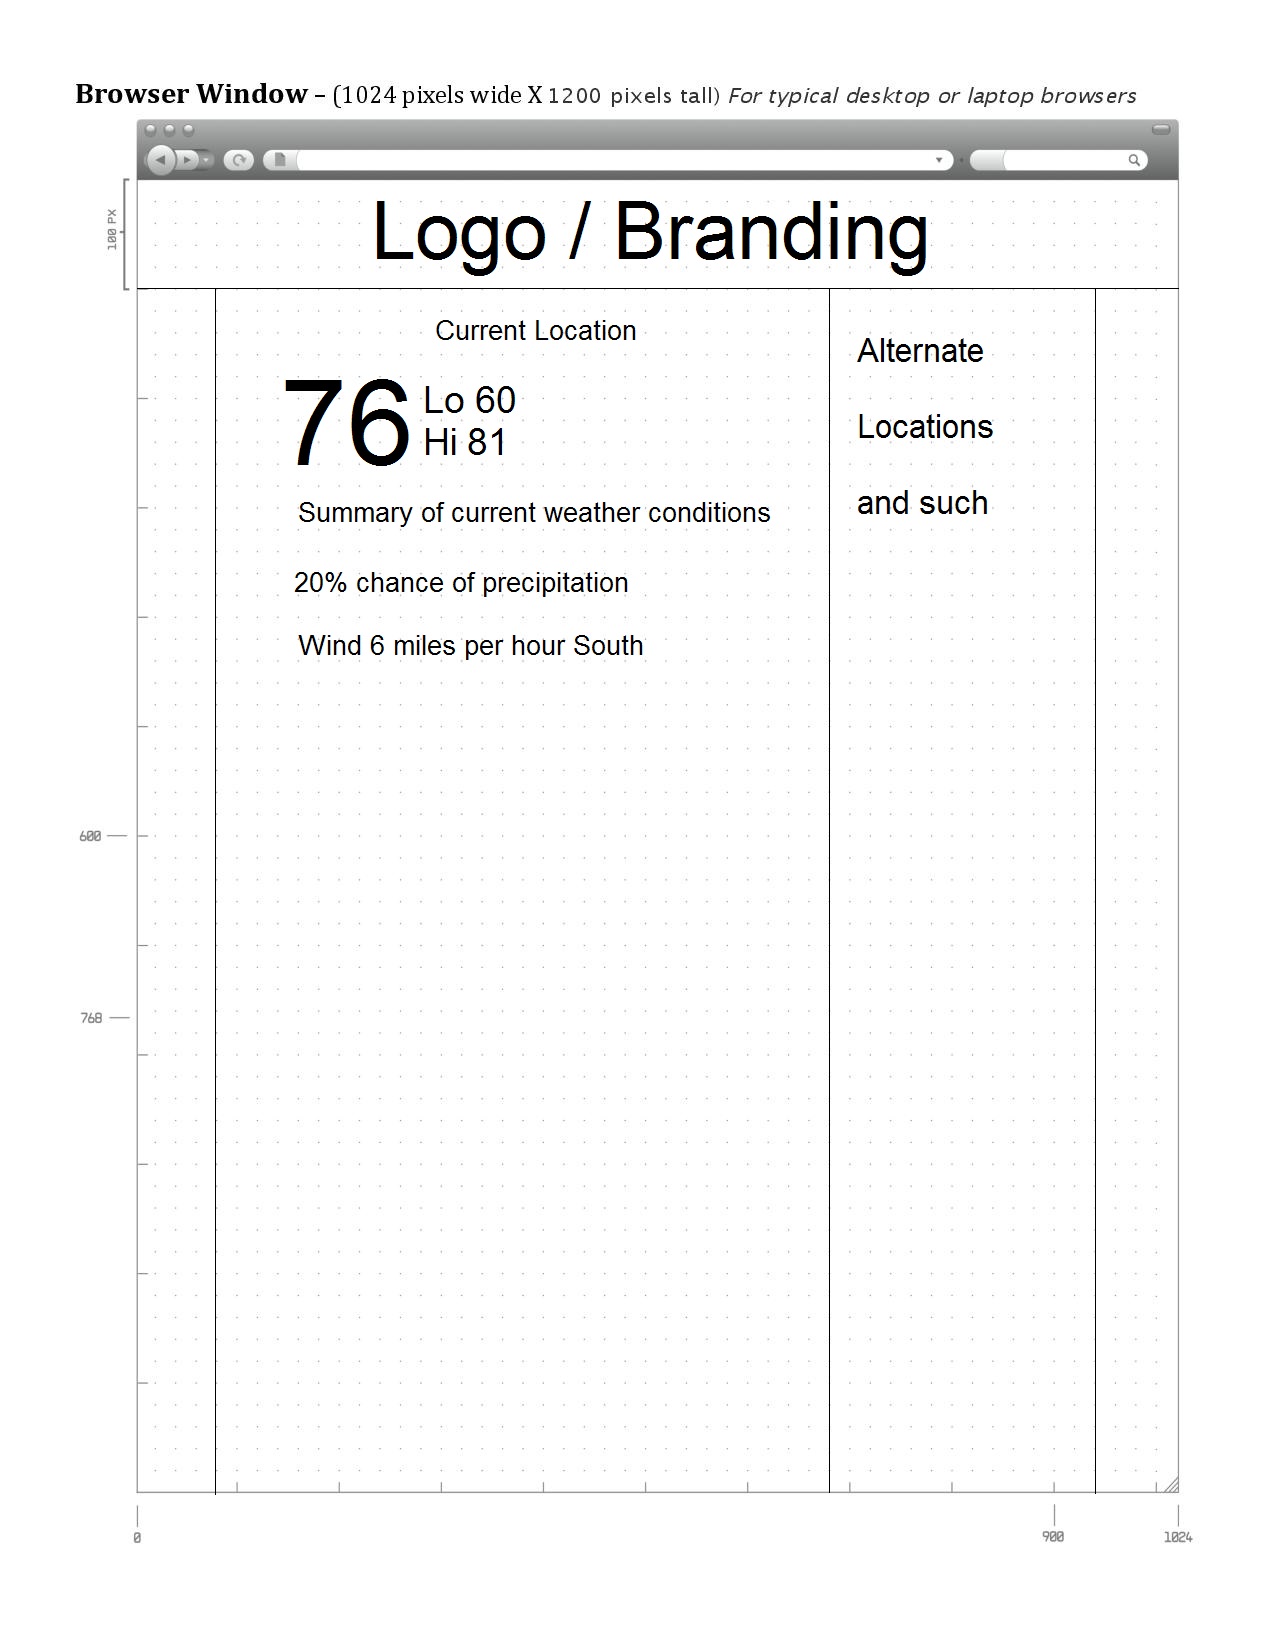 Browser Window – (1024 pixels wide X 1200 pixels tall) For typical desktop or laptop browsers
100 PX
Logo / Branding
Current Location
76
Lo 60
Hi 81
Summary of current weather conditions
20% chance of precipitation
Wind 6 miles per hour South
Alternate
Locations
and such
600
768
0
900
1024